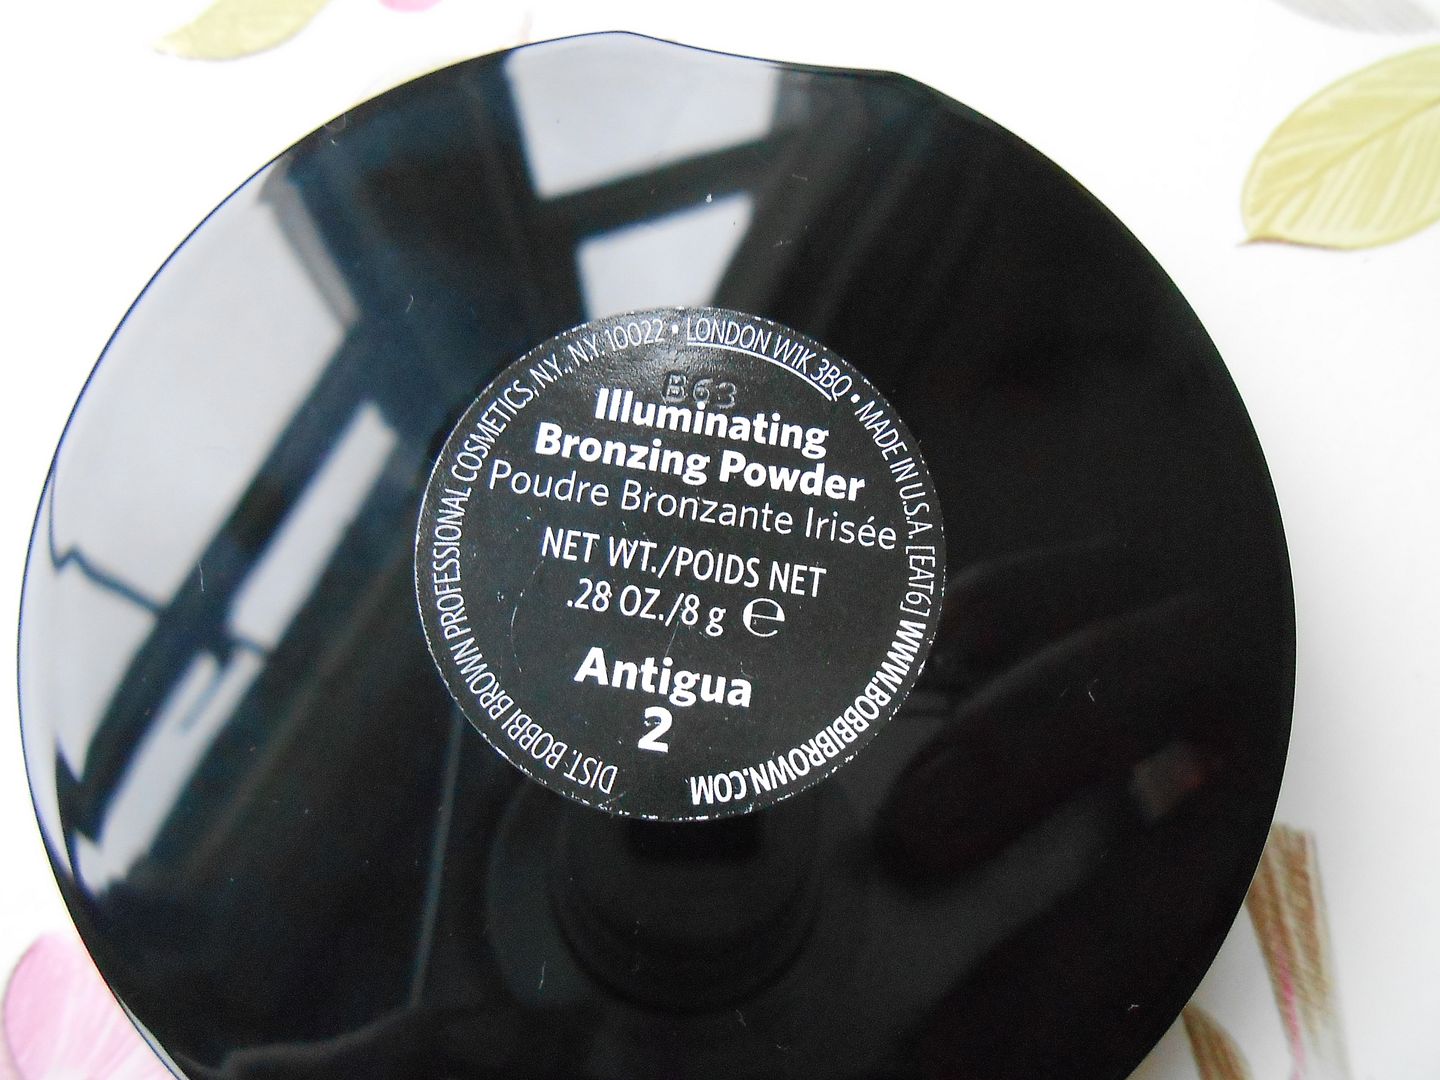 DIST: BOBBI BROWN PROFESSIONAL COSMETICS, N.Y., N.Y. 10022 • LONDON W1K 3BQ • MADE IN U.S.A. [EAT6] WWW.BOBBIBROWN.COM
B63
Illuminating
Bronzing Powder
Poudre Bronzante Irisée
NET WT./POIDS NET
.28 OZ./8 g ℮
Antigua
2